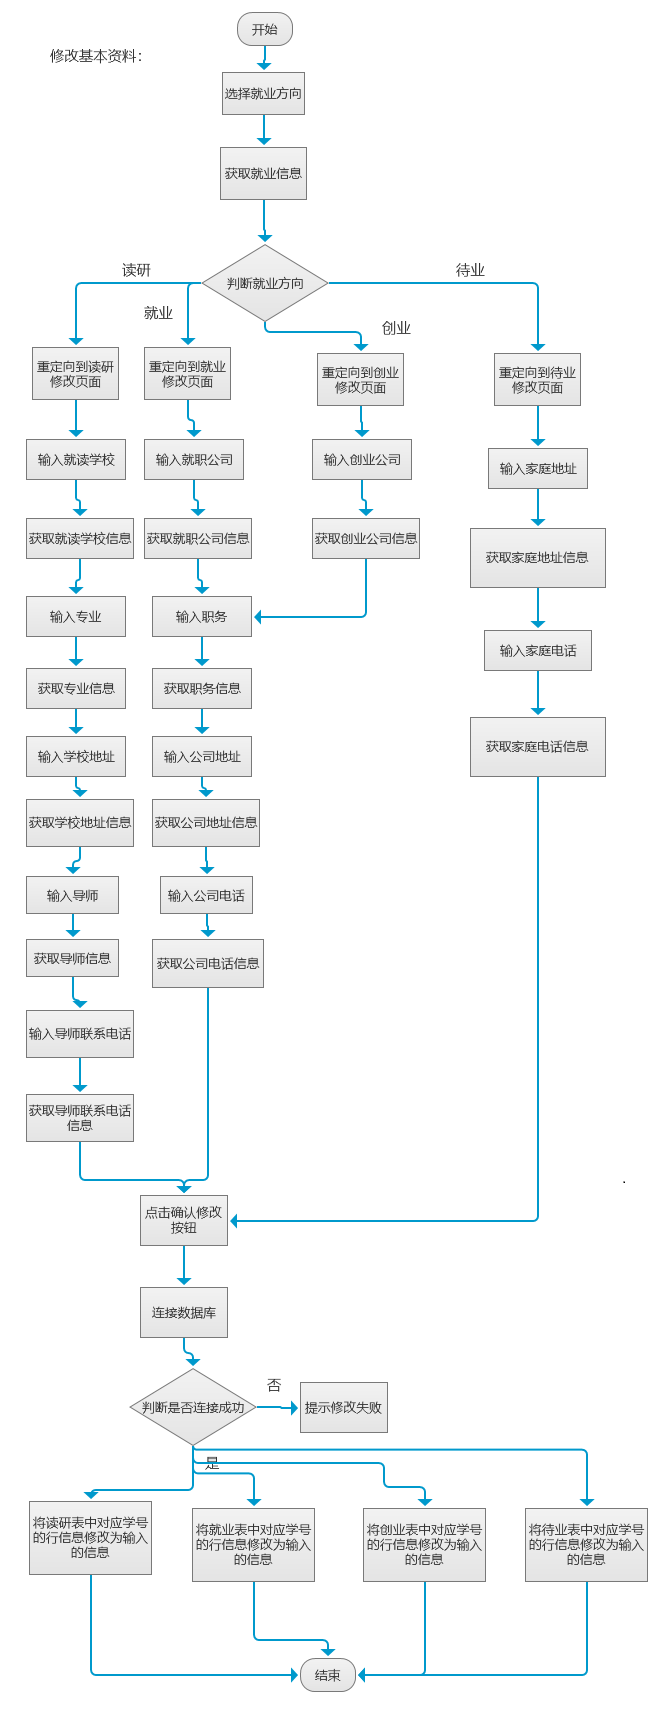 开始
修改基本资料：
选择就业方向
获取就业信息
判断就业方向
读研
就业
创业
待业
重定向到读研
修改页面
重定向到就业
修改页面
重定向到创业
修改页面
重定向到待业
修改页面
输入就读学校
输入就职公司
输入创业公司
输入家庭地址
获取就读学校信息
获取就职公司信息
获取创业公司信息
获取家庭地址信息
输入专业
输入职务
输入家庭电话
获取专业信息
获取职务信息
获取家庭电话信息
输入学校地址
输入公司地址
获取学校地址信息
获取公司地址信息
输入导师
输入公司电话
获取导师信息
获取公司电话信息
输入导师联系电话
获取导师联系电话
信息
.
点击确认修改
按钮
连接数据库
判断是否连接成功
否
提示修改失败
是
将读研表中对应学号
的行信息修改为输入
的信息
将就业表中对应学号
的行信息修改为输入
的信息
将创业表中对应学号
的行信息修改为输入
的信息
将待业表中对应学号
的行信息修改为输入
的信息
结束